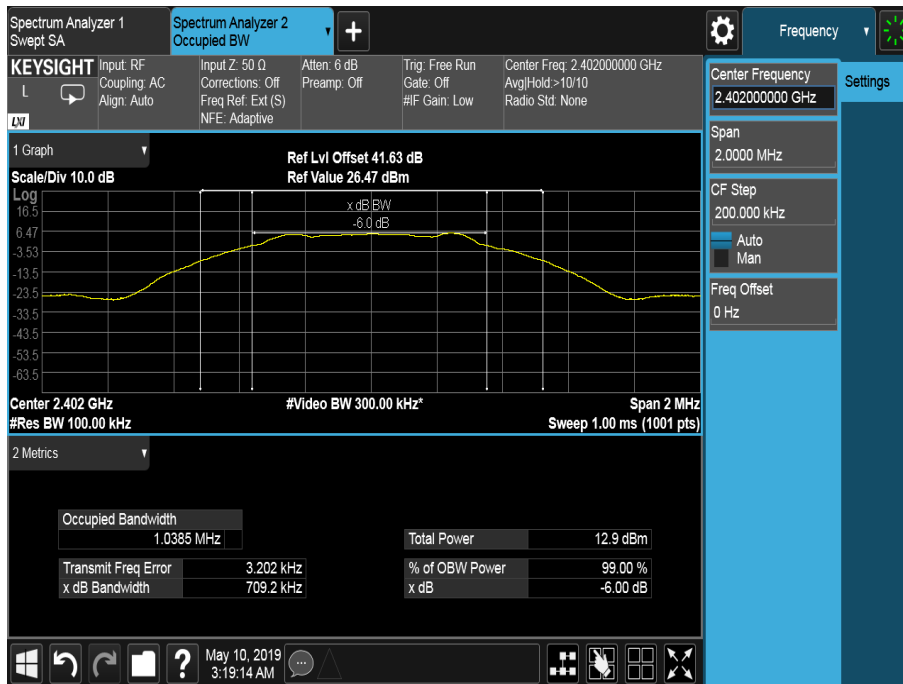 Spectrum Analyzer 1
Swept SA
Spectrum Analyzer 2
Occupied BW
Frequency
KEYSIGHT
L
LXI
Input: RF
Coupling: AC
Align: Auto
Input Z: 50 Ω
Corrections: Off
Freq Ref: Ext (S)
NFE: Adaptive
Atten: 6 dB
Preamp: Off
Trig: Free Run
Gate: Off
#IF Gain: Low
Center Freq: 2.402000000 GHz
Avg|Hold:>10/10
Radio Std: None
Center Frequency
2.402000000 GHz
Settings
Span
2.0000 MHz
CF Step
200.000 kHz
Auto
Man
Freq Offset
0 Hz
1 Graph
Scale/Div 10.0 dB
Ref Lvl Offset 41.63 dB
Ref Value 26.47 dBm
Log
x dB BW
-6.0 dB
16.5
6.47
-3.53
-13.5
-23.5
-33.5
-43.5
-53.5
-63.5
Center 2.402 GHz
#Video BW 300.00 kHz*
Span 2 MHz
#Res BW 100.00 kHz
Sweep 1.00 ms (1001 pts)
2 Metrics
Occupied Bandwidth
1.0385 MHz
Total Power 12.9 dBm
Transmit Freq Error 3.202 kHz
% of OBW Power 99.00 %
x dB Bandwidth 709.2 kHz
x dB -6.00 dB
?
May 10, 2019
3:19:14 AM